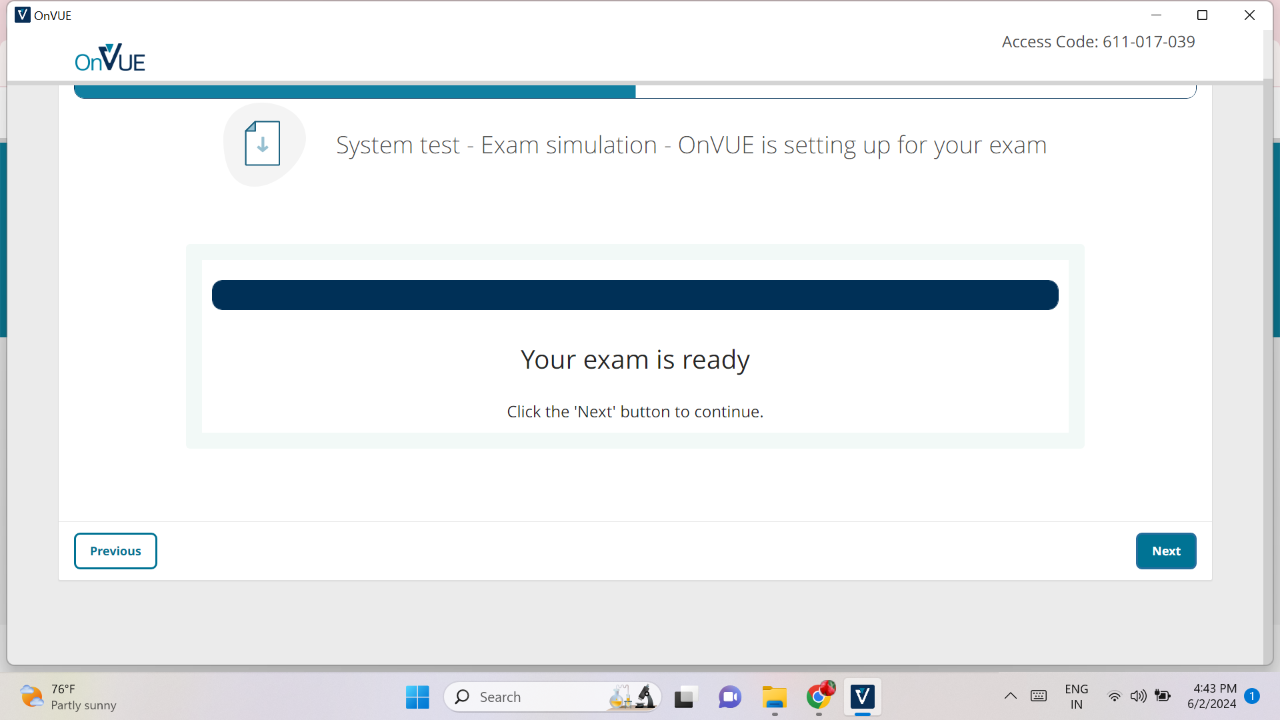 OnVUE
OnVUE
Access Code: 611-017-039
System test - Exam simulation - OnVUE is setting up for your exam
Your exam is ready
Click the 'Next' button to continue.
Previous
Next
76°F
Partly sunny
Search
ENG
IN
4:43 PM
6/2/2024
1